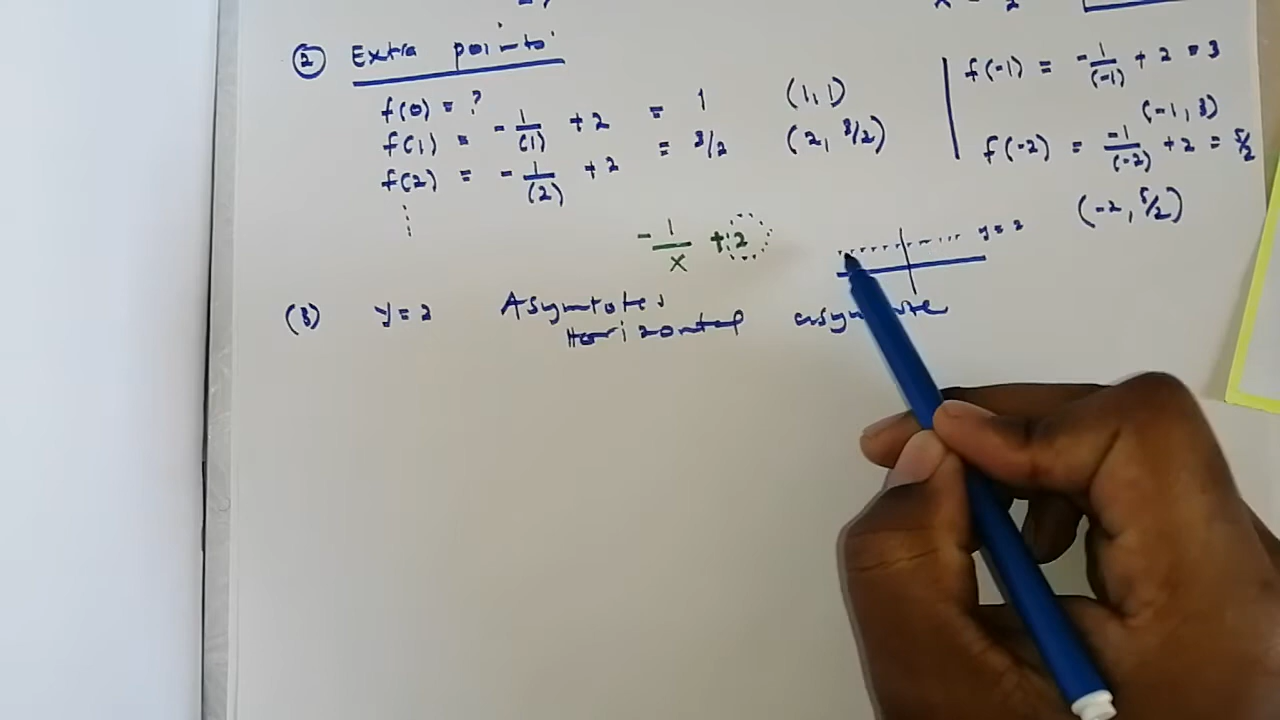 ② Extra points
f(0) = ?
f(1) = -1/(1) + 2 = 1 (1, 1)
f(2) = -1/(2) + 2 = 3/2 (2, 3/2)
f(-1) = -1/(-1) + 2 = 3
(-1, 3)
f(-2) = -1/(-2) + 2 = 5/2
(-2, 5/2)
-1/x + 2
y = 2
(3) y = 2 Asymtotes
Horizontal asymtote